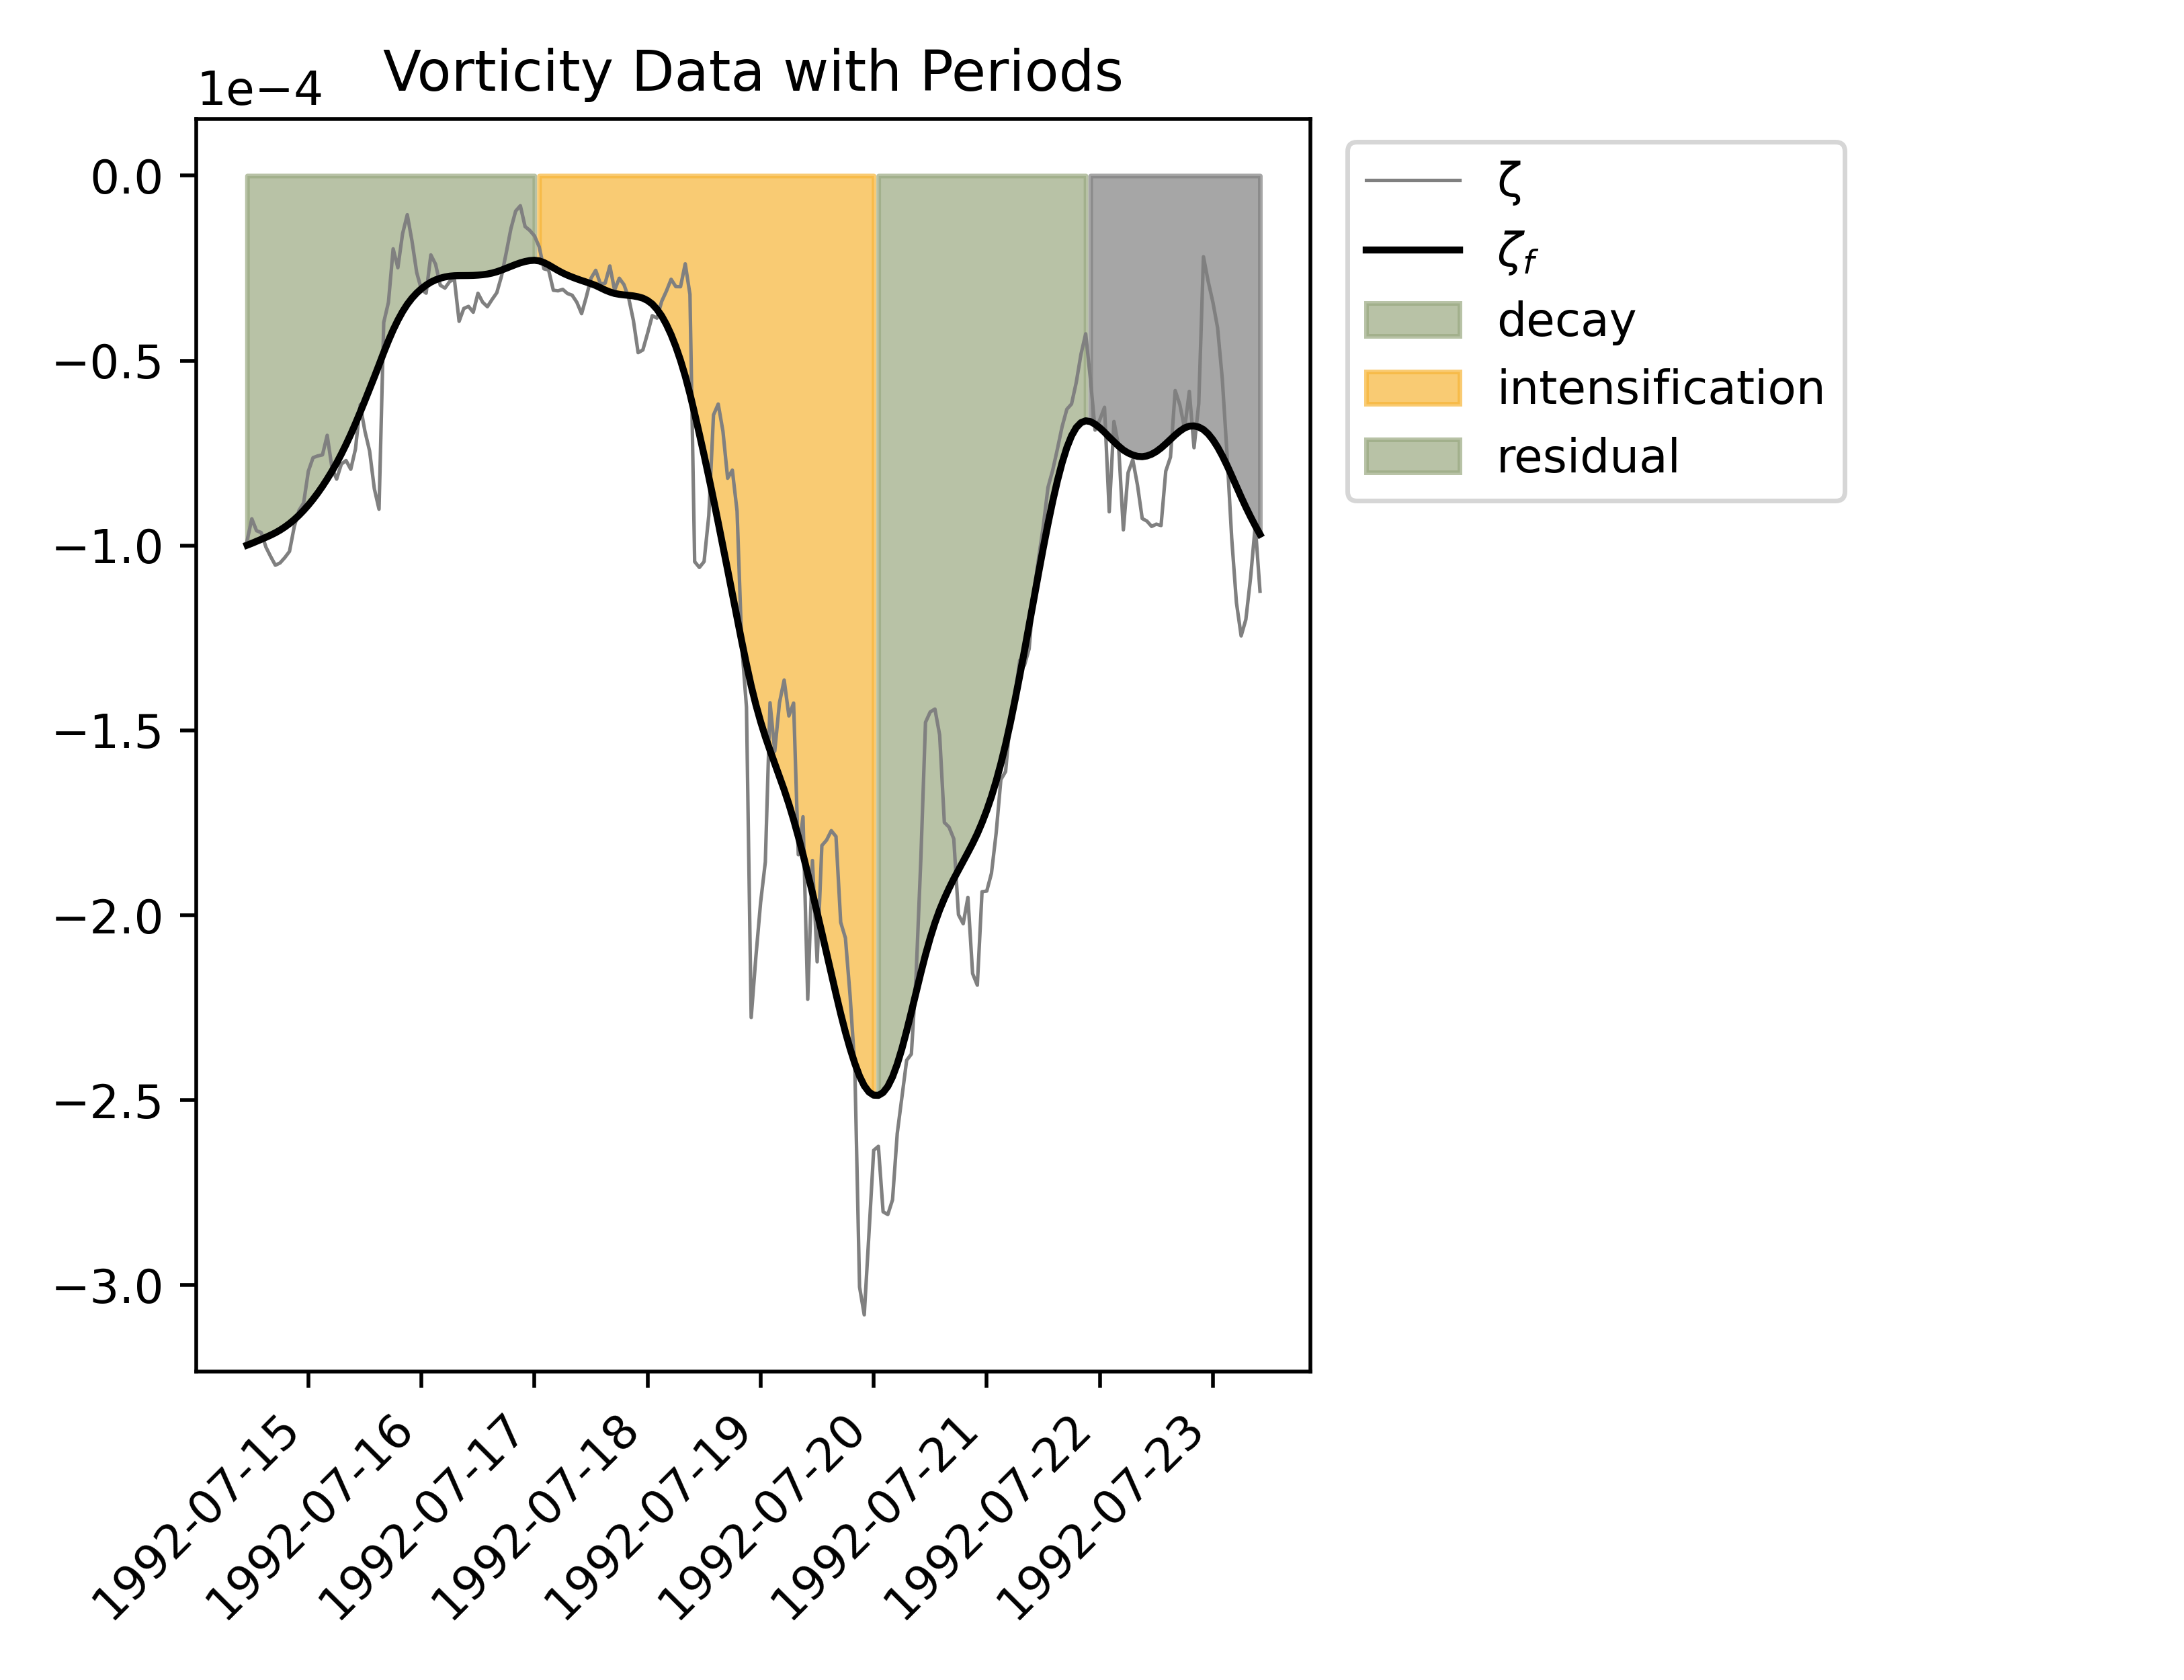 Vorticity Data with Periods
1e−4
0.0
−0.5
−1.0
−1.5
−2.0
−2.5
−3.0
1992-07-15
1992-07-16
1992-07-17
1992-07-18
1992-07-19
1992-07-20
1992-07-21
1992-07-22
1992-07-23
ζ
ζf
decay
intensification
residual